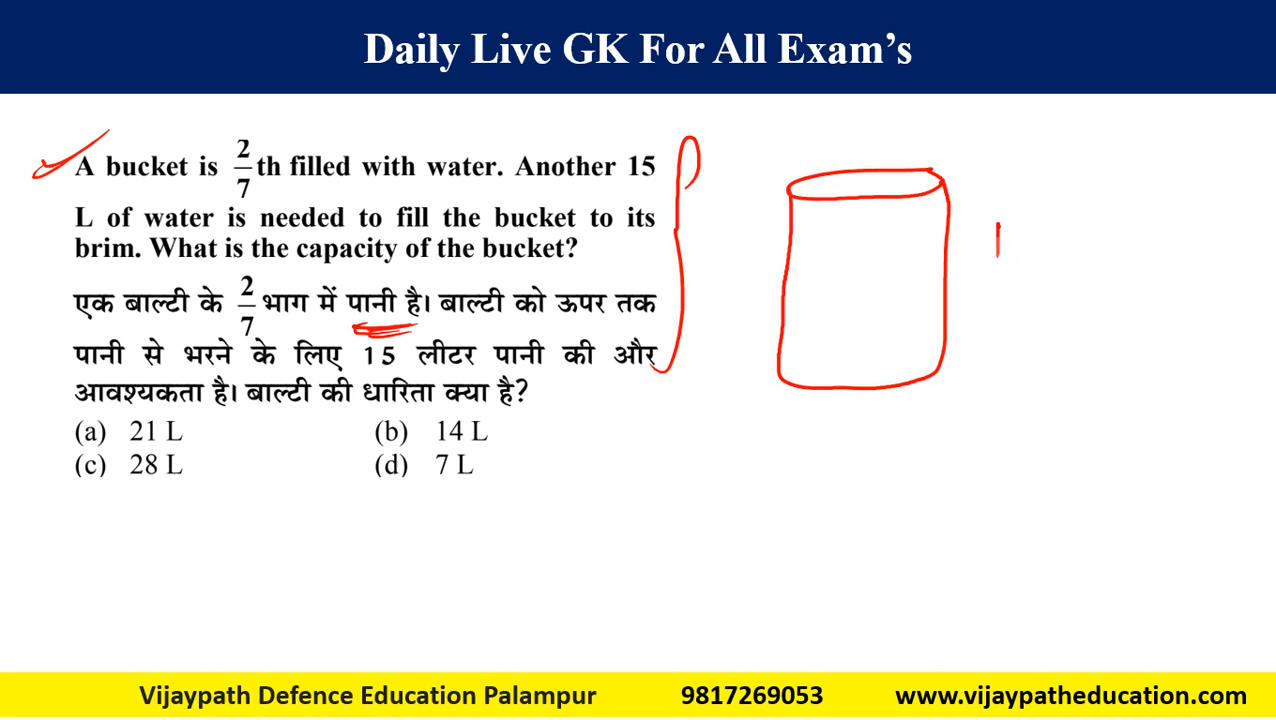 Daily Live GK For All Exam's
A bucket is 2/7 th filled with water. Another 15
L of water is needed to fill the bucket to its
brim. What is the capacity of the bucket?
एक बाल्टी के 2/7 भाग में पानी है। बाल्टी को ऊपर तक
पानी से भरने के लिए 15 लीटर पानी की और
आवश्यकता है। बाल्टी की धारिता क्या है?
(a) 21 L (b) 14 L
(c) 28 L (d) 7 L
Vijaypath Defence Education Palampur 9817269053 www.vijaypatheducation.com